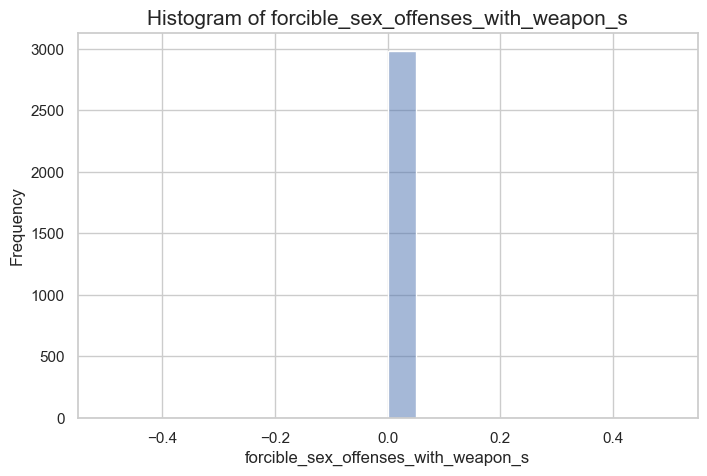 Histogram of forcible_sex_offenses_with_weapon_s
3000
2500
2000
1500
1000
500
0
Frequency
−0.4 −0.2 0.0 0.2 0.4
forcible_sex_offenses_with_weapon_s